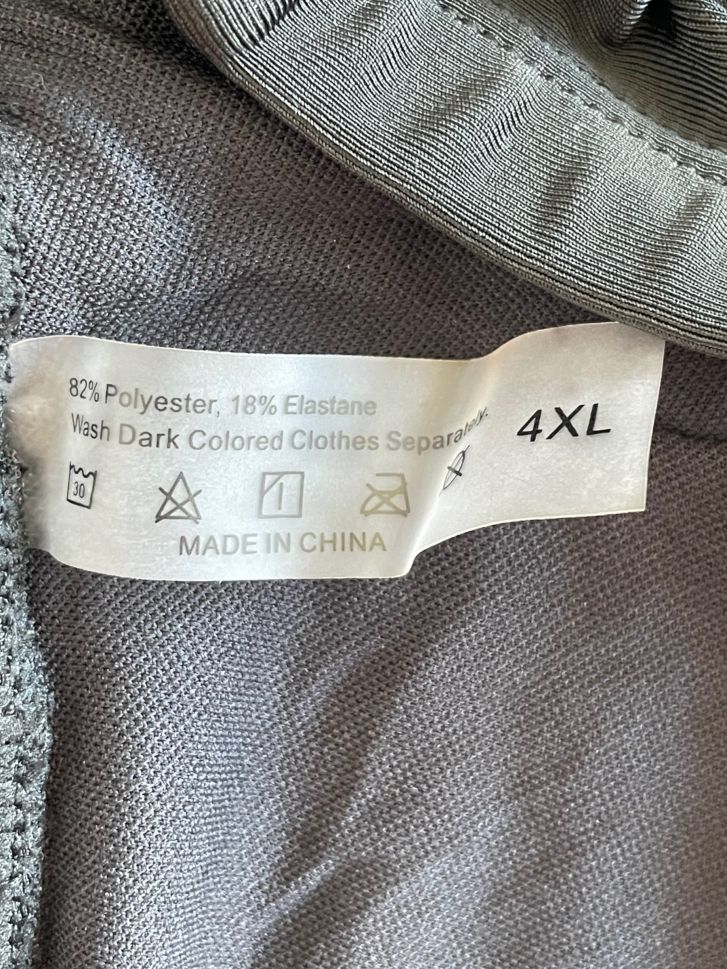 82% Polyester, 18% Elastane
Wash Dark Colored Clothes Separately.
4XL
30
MADE IN CHINA